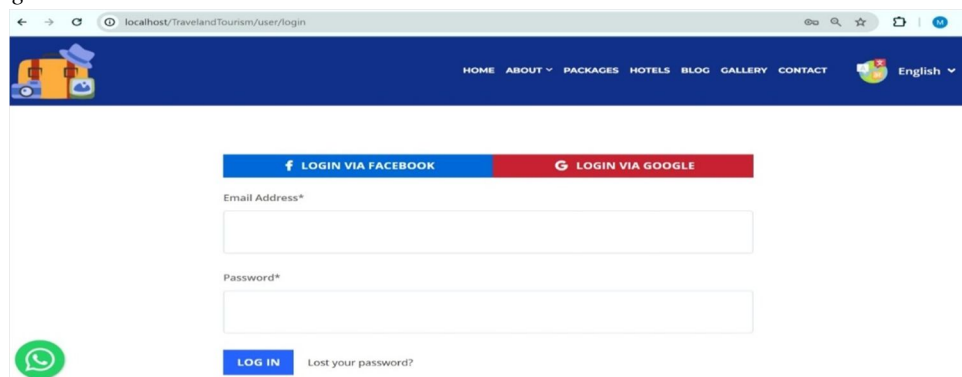 localhost/TravelandTourism/user/login
M
HOME ABOUT PACKAGES HOTELS BLOG GALLERY CONTACT English
LOGIN VIA FACEBOOK G LOGIN VIA GOOGLE
Email Address*
Password*
LOG IN Lost your password?